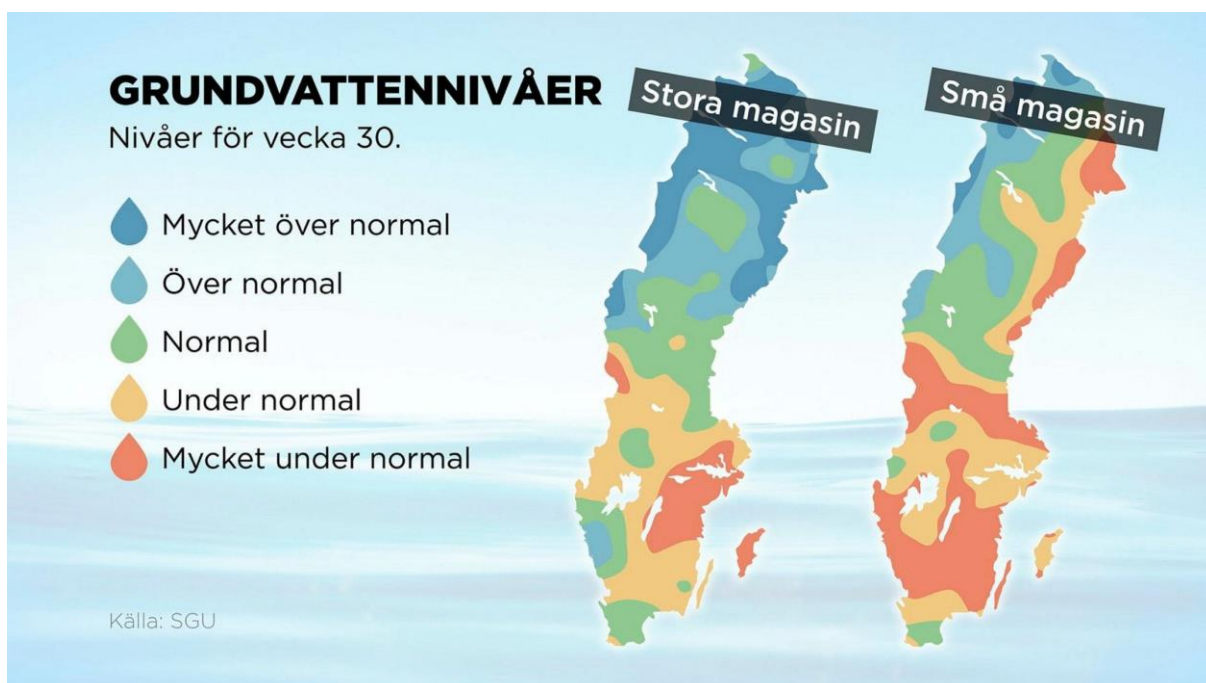 GRUNDVATTENNIVÅER
Nivåer för vecka 30.
Mycket över normal
Över normal
Normal
Under normal
Mycket under normal
Källa: SGU
Stora magasin
Små magasin